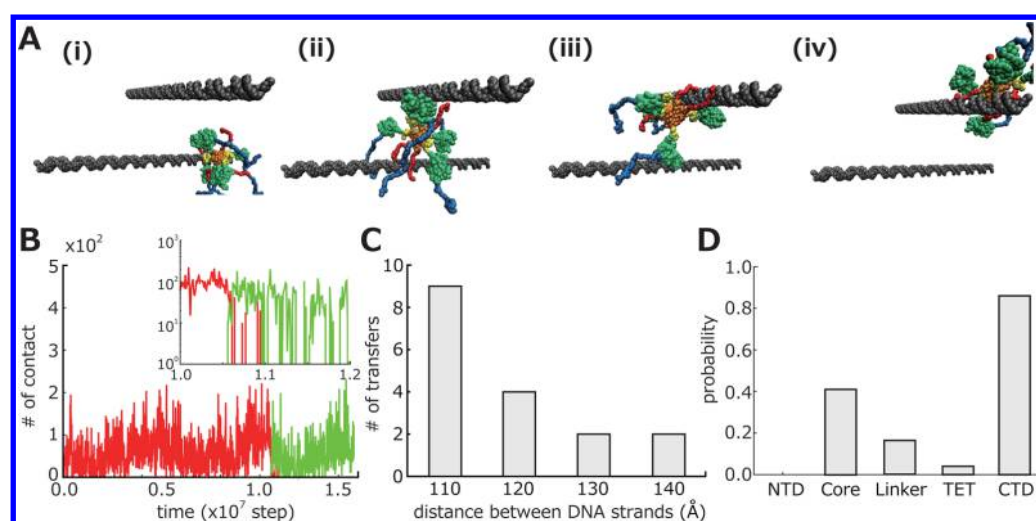 A
(i)
(ii)
(iii)
(iv)
B
×10²
# of contact
5
4
3
2
1
0
0.0
0.5
1.0
1.5
time (×10⁷ step)
10³
10²
10¹
10⁰
1.0
1.1
1.2
C
# of transfers
10
8
6
4
2
0
110
120
130
140
distance between DNA strands (Å)
D
probability
1.0
0.8
0.6
0.4
0.2
0.0
NTD
Core
Linker
TET
CTD